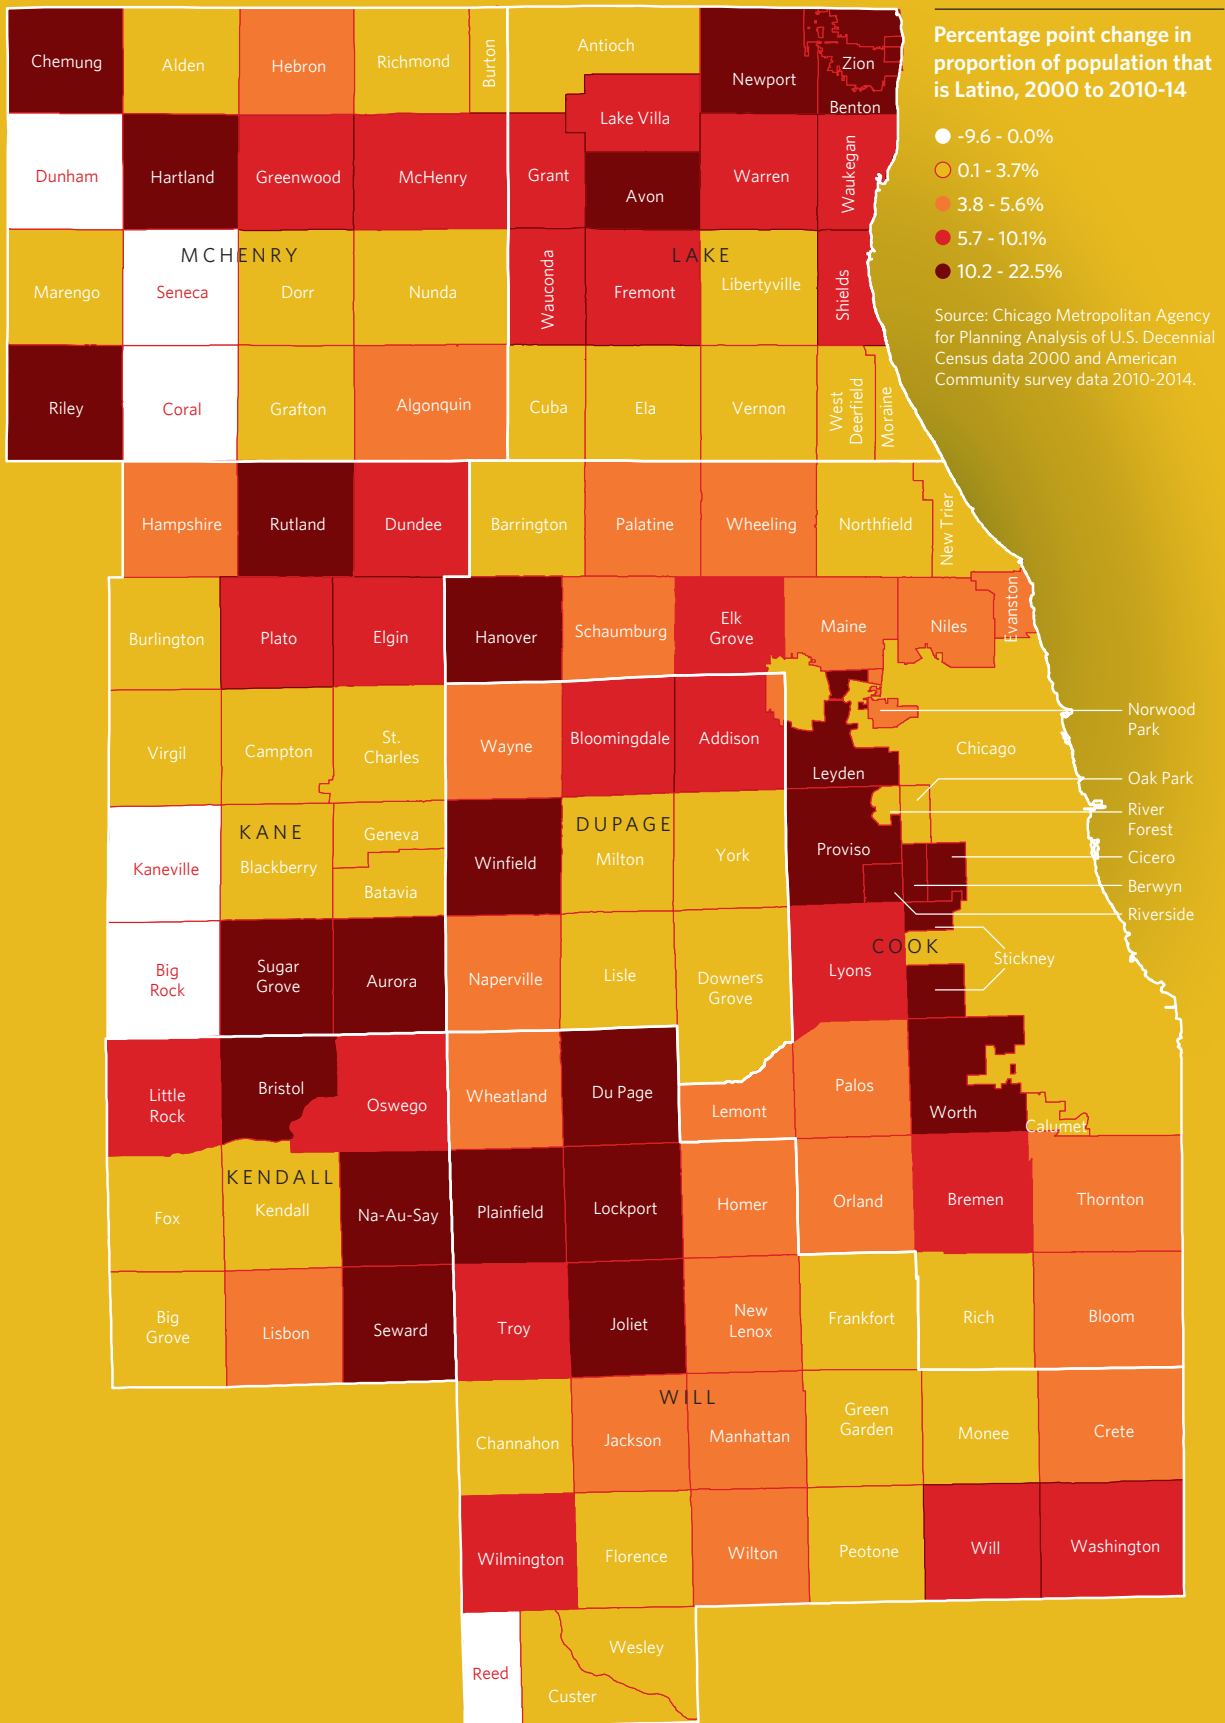 Percentage point change in
proportion of population that
is Latino, 2000 to 2010-14
-9.6 - 0.0%
0.1 - 3.7%
3.8 - 5.6%
5.7 - 10.1%
10.2 - 22.5%
Source: Chicago Metropolitan Agency
for Planning Analysis of U.S. Decennial
Census data 2000 and American
Community survey data 2010-2014.
Chemung
Alden
Hebron
Richmond
Burton
Antioch
Newport
Zion
Benton
Lake Villa
Dunham
Hartland
Greenwood
McHenry
Grant
Avon
Warren
Waukegan
MCHENRY
LAKE
Marengo
Seneca
Dorr
Nunda
Wauconda
Fremont
Libertyville
Shields
Riley
Coral
Grafton
Algonquin
Cuba
Ela
Vernon
West
Deerfield
Moraine
Hampshire
Rutland
Dundee
Barrington
Palatine
Wheeling
Northfield
New Trier
Burlington
Plato
Elgin
Hanover
Schaumburg
Elk
Grove
Maine
Niles
Evanston
Virgil
Campton
St.
Charles
Wayne
Bloomingdale
Addison
Leyden
Chicago
Norwood
Park
Oak Park
River
Forest
Cicero
Berwyn
Riverside
KANE
DUPAGE
Kaneville
Blackberry
Geneva
Batavia
Winfield
Milton
York
Proviso
COOK
Big
Rock
Sugar
Grove
Aurora
Naperville
Lisle
Downers
Grove
Lyons
Stickney
Little
Rock
Bristol
Oswego
Wheatland
Du Page
Lemont
Palos
Worth
Calumet
KENDALL
Fox
Kendall
Na-Au-Say
Plainfield
Lockport
Homer
Orland
Bremen
Thornton
Big
Grove
Lisbon
Seward
Troy
Joliet
New
Lenox
Frankfort
Rich
Bloom
WILL
Channahon
Jackson
Manhattan
Green
Garden
Monee
Crete
Wilmington
Florence
Wilton
Peotone
Will
Washington
Reed
Wesley
Custer